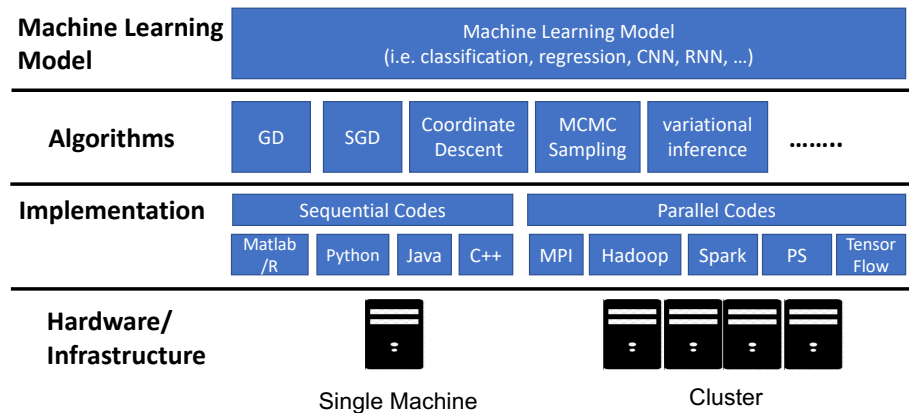 Machine Learning
Model
Machine Learning Model
(i.e. classification, regression, CNN, RNN, …)
Algorithms
GD
SGD
Coordinate
Descent
MCMC
Sampling
variational
inference
........
Implementation
Sequential Codes
Parallel Codes
Matlab
/R
Python
Java
C++
MPI
Hadoop
Spark
PS
Tensor
Flow
Hardware/
Infrastructure
Single Machine
Cluster